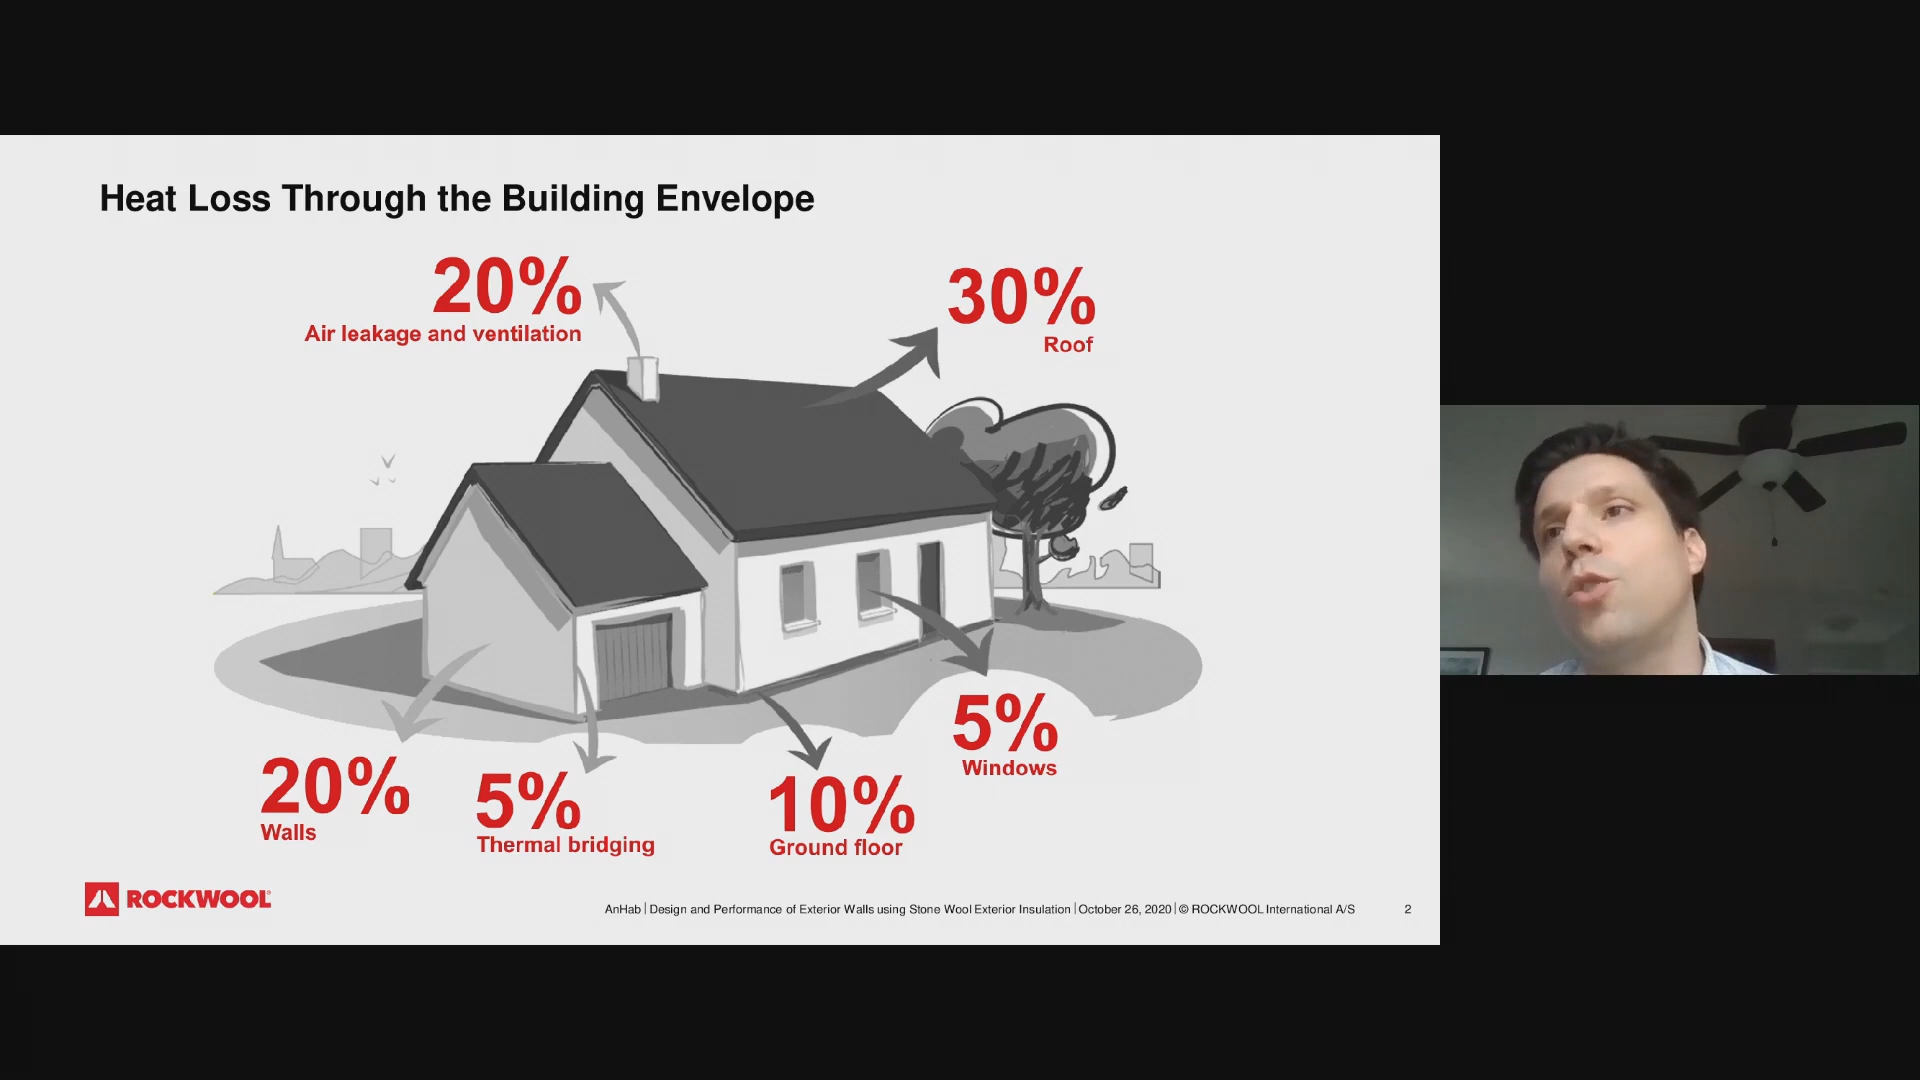 Heat Loss Through the Building Envelope
20%
Air leakage and ventilation
30%
Roof
5%
Windows
20%
Walls
5%
Thermal bridging
10%
Ground floor
ROCKWOOL
AnHab | Design and Performance of Exterior Walls using Stone Wool Exterior Insulation | October 26, 2020 | © ROCKWOOL International A/S 2